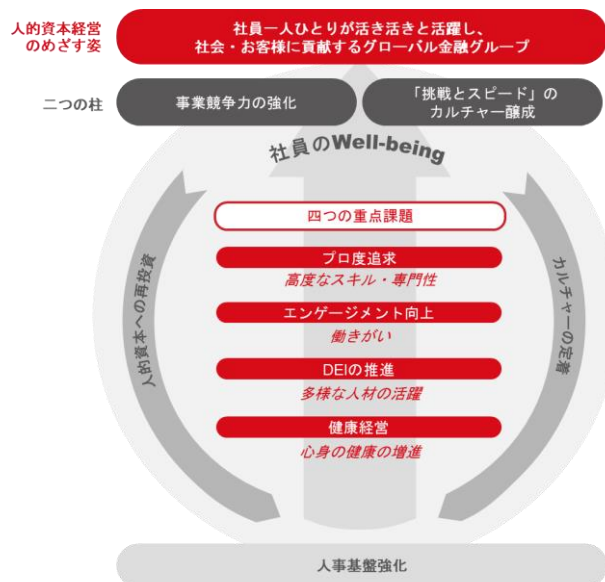 人的資本経営
のめざす姿
社員一人ひとりが活き活きと活躍し、
社会・お客様に貢献するグローバル金融グループ
二つの柱
事業競争力の強化
「挑戦とスピード」の
カルチャー醸成
社員のWell-being
四つの重点課題
プロ度追求
高度なスキル・専門性
エンゲージメント向上
働きがい
DEIの推進
多様な人材の活躍
健康経営
心身の健康の増進
人的資本への再投資
カルチャーの定着
人事基盤強化